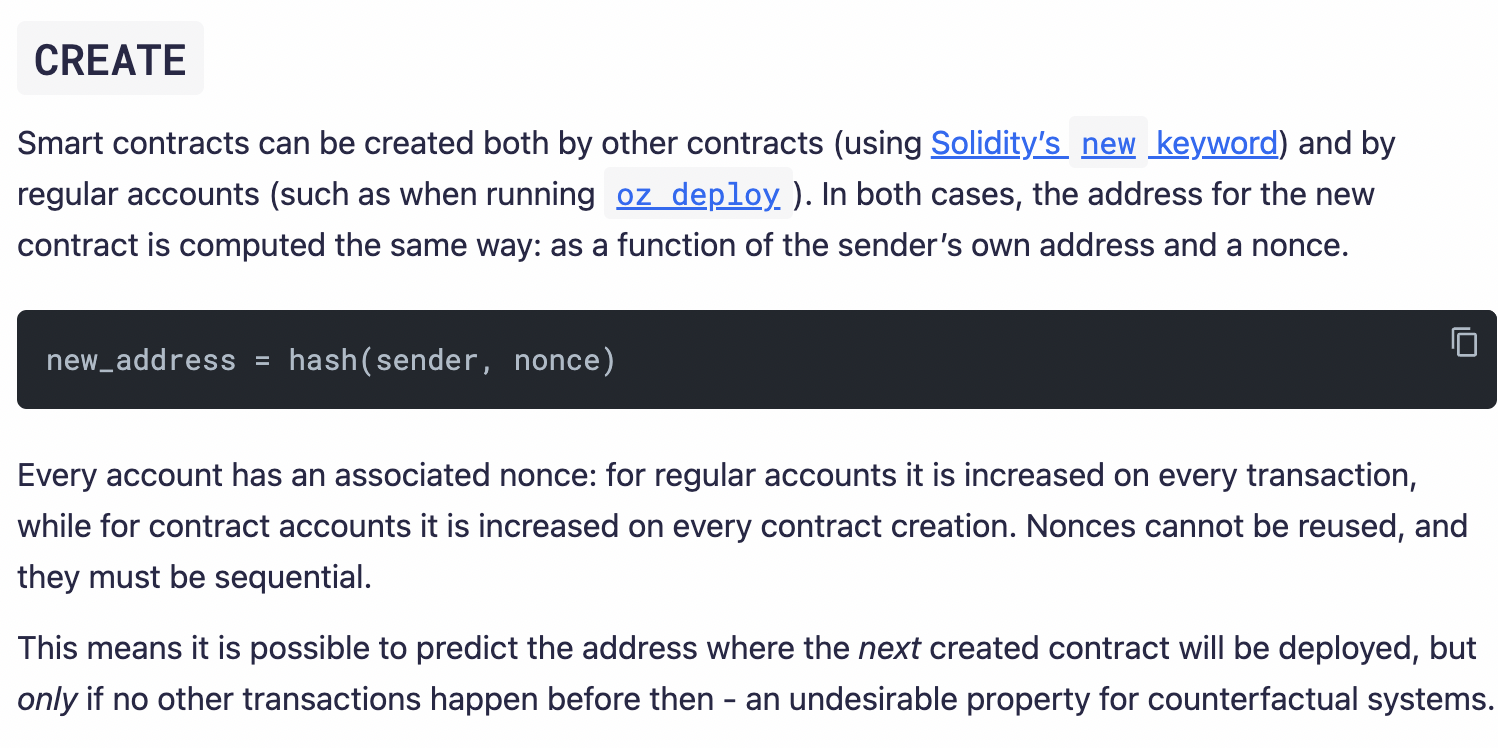 CREATE
Smart contracts can be created both by other contracts (using Solidity’s new keyword) and by
regular accounts (such as when running oz deploy). In both cases, the address for the new
contract is computed the same way: as a function of the sender’s own address and a nonce.
new_address = hash(sender, nonce)
Every account has an associated nonce: for regular accounts it is increased on every transaction,
while for contract accounts it is increased on every contract creation. Nonces cannot be reused, and
they must be sequential.
This means it is possible to predict the address where the next created contract will be deployed, but
only if no other transactions happen before then - an undesirable property for counterfactual systems.